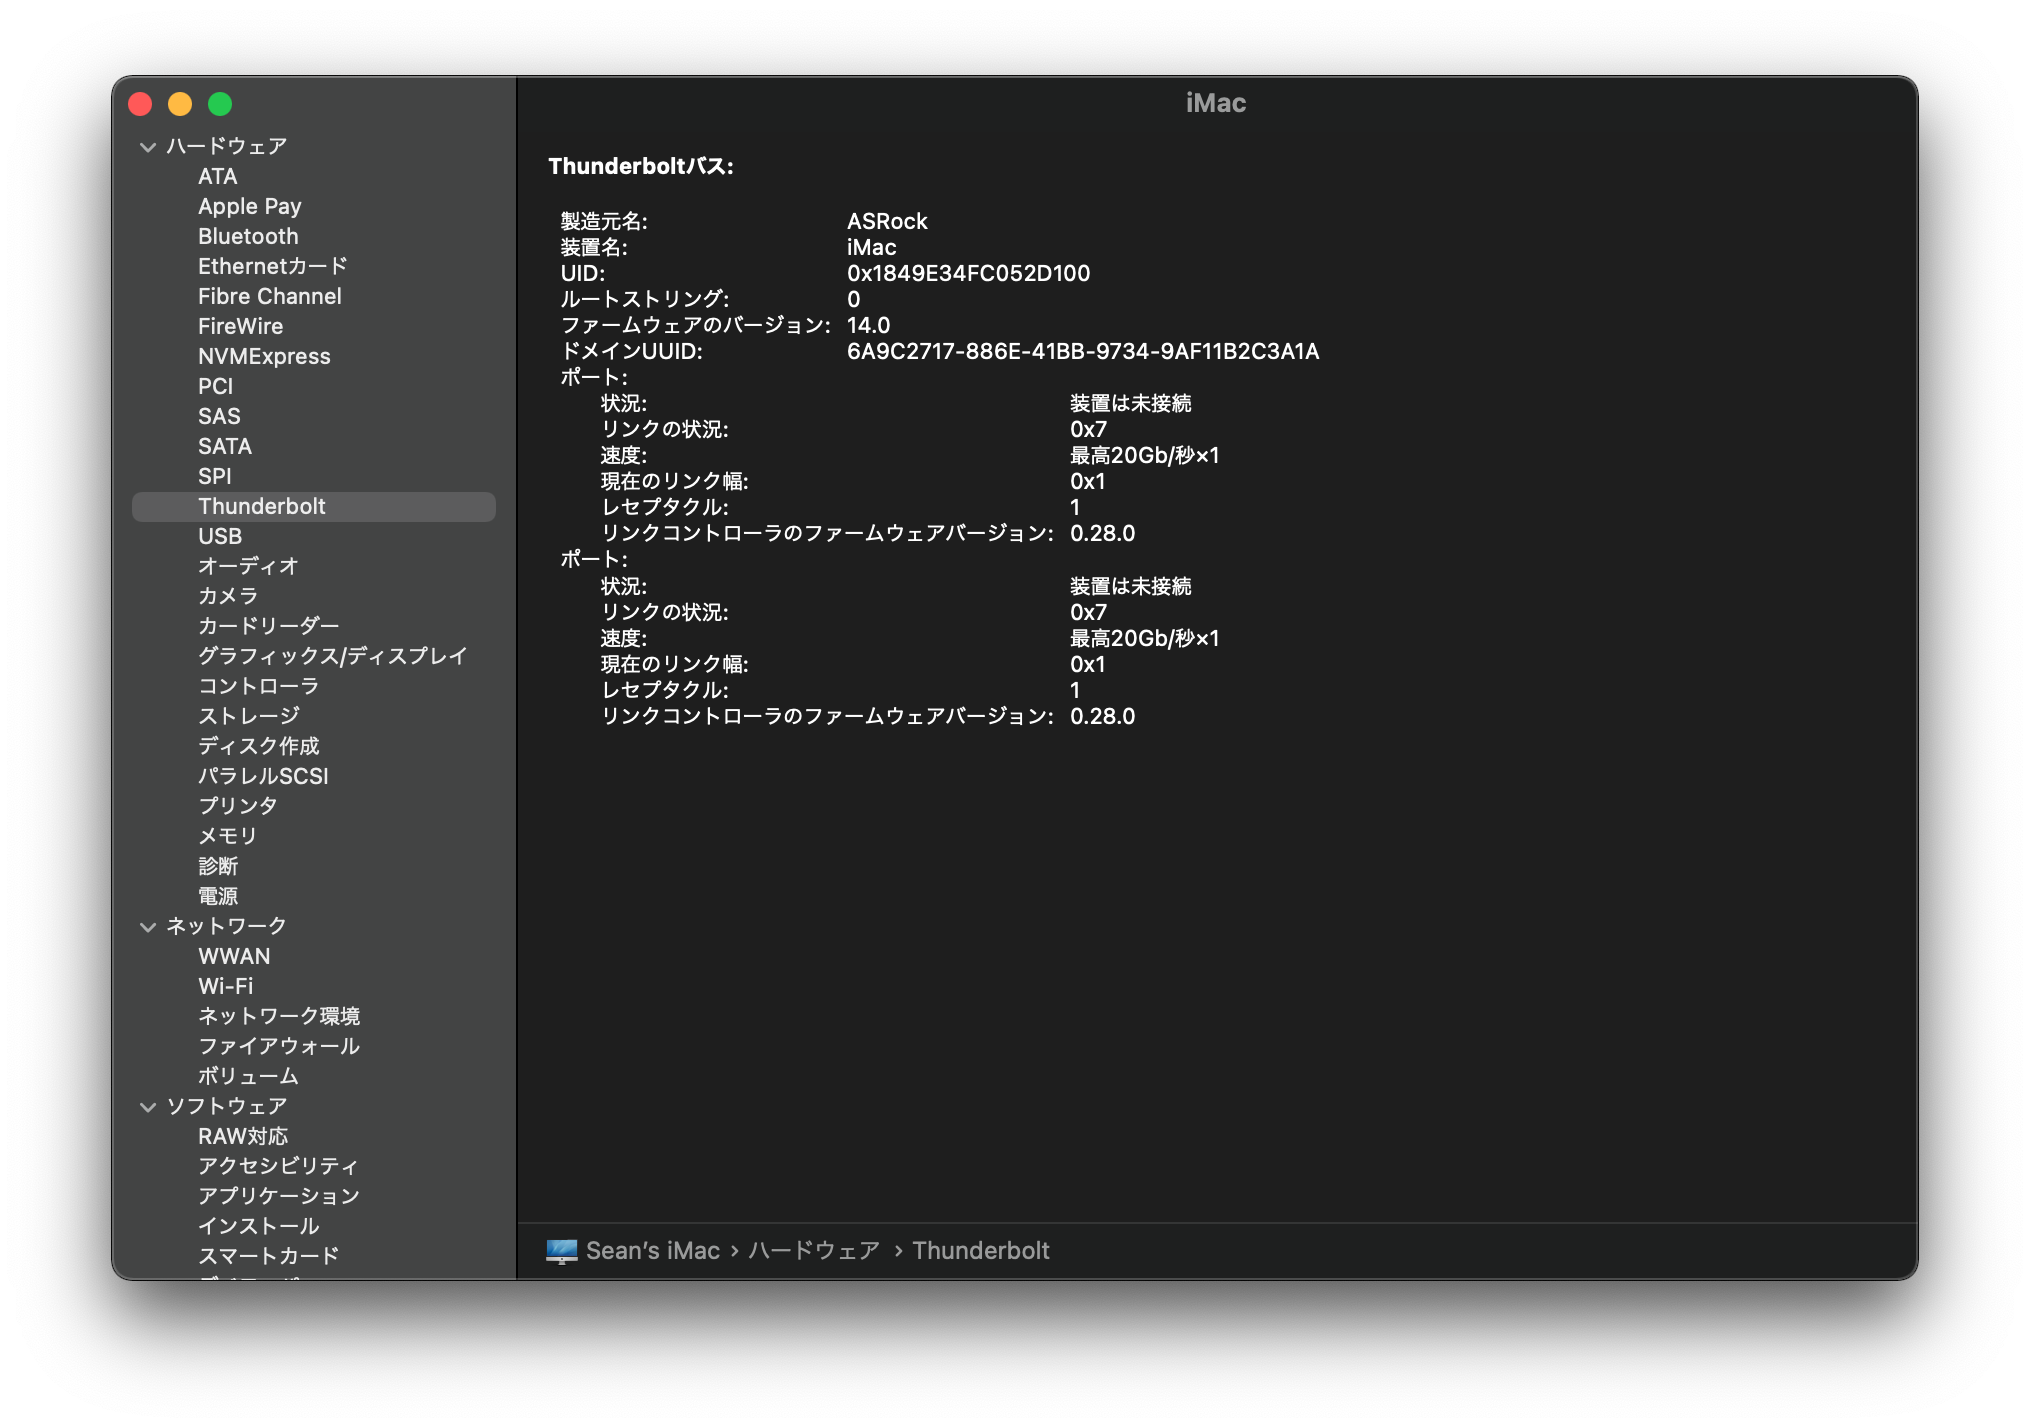 iMac
ハードウェア
ATA
Apple Pay
Bluetooth
Ethernetカード
Fibre Channel
FireWire
NVMExpress
PCI
SAS
SATA
SPI
Thunderbolt
USB
オーディオ
カメラ
カードリーダー
グラフィックス/ディスプレイ
コントローラ
ストレージ
ディスク作成
パラレルSCSI
プリンタ
メモリ
診断
電源
ネットワーク
WWAN
Wi-Fi
ネットワーク環境
ファイアウォール
ボリューム
ソフトウェア
RAW対応
アクセシビリティ
アプリケーション
インストール
スマートカード
Thunderboltバス:
製造元名: ASRock
装置名: iMac
UID: 0x1849E34FC052D100
ルートストリング: 0
ファームウェアのバージョン: 14.0
ドメインUUID: 6A9C2717-886E-41BB-9734-9AF11B2C3A1A
ポート:
状況: 装置は未接続
リンクの状況: 0x7
速度: 最高20Gb/秒×1
現在のリンク幅: 0x1
レセプタクル: 1
リンクコントローラのファームウェアバージョン: 0.28.0
ポート:
状況: 装置は未接続
リンクの状況: 0x7
速度: 最高20Gb/秒×1
現在のリンク幅: 0x1
レセプタクル: 1
リンクコントローラのファームウェアバージョン: 0.28.0
Sean’s iMac › ハードウェア › Thunderbolt